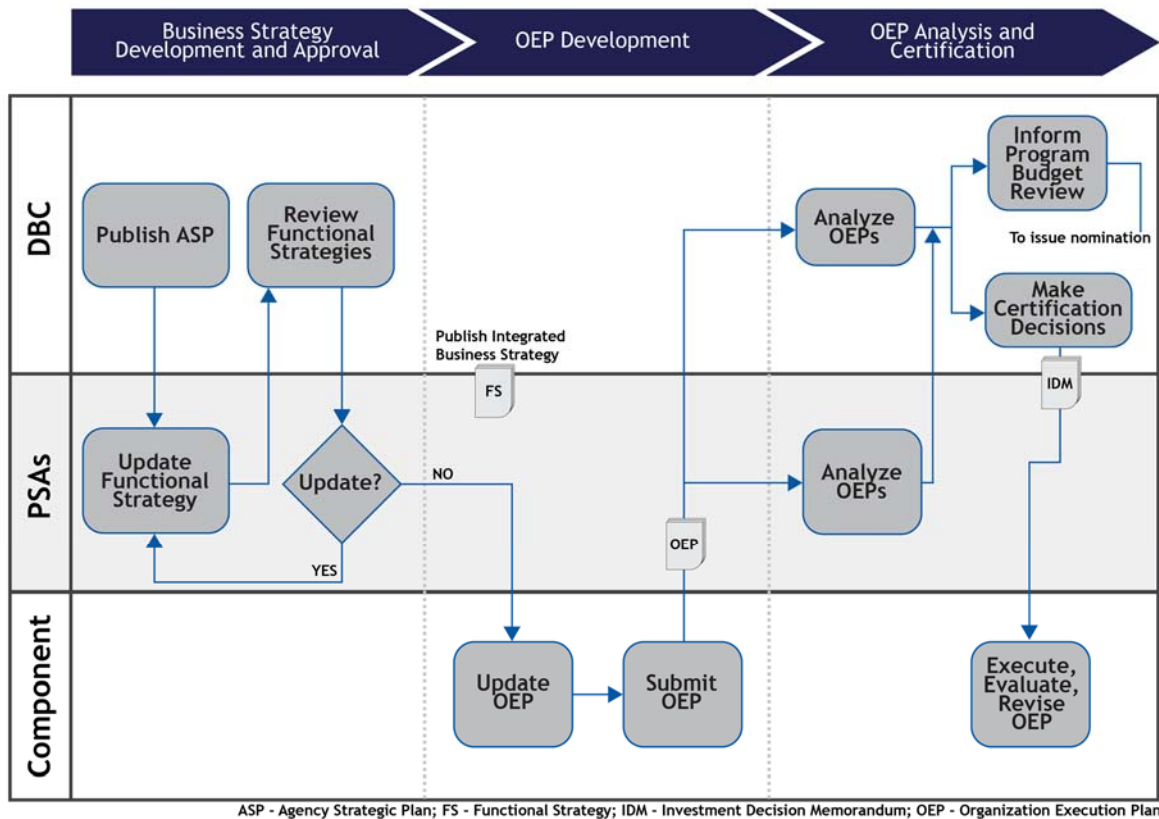 Business Strategy
Development and Approval
OEP Development
OEP Analysis and
Certification
DBC
Publish ASP
Review
Functional
Strategies
Publish Integrated
Business Strategy
FS
Analyze
OEPs
Inform
Program
Budget
Review
To issue nomination
Make
Certification
Decisions
IDM
PSAs
Update
Functional
Strategy
Update?
NO
YES
OEP
Analyze
OEPs
Component
Update
OEP
Submit
OEP
Execute,
Evaluate,
Revise
OEP
ASP - Agency Strategic Plan; FS - Functional Strategy; IDM - Investment Decision Memorandum; OEP - Organization Execution Plan